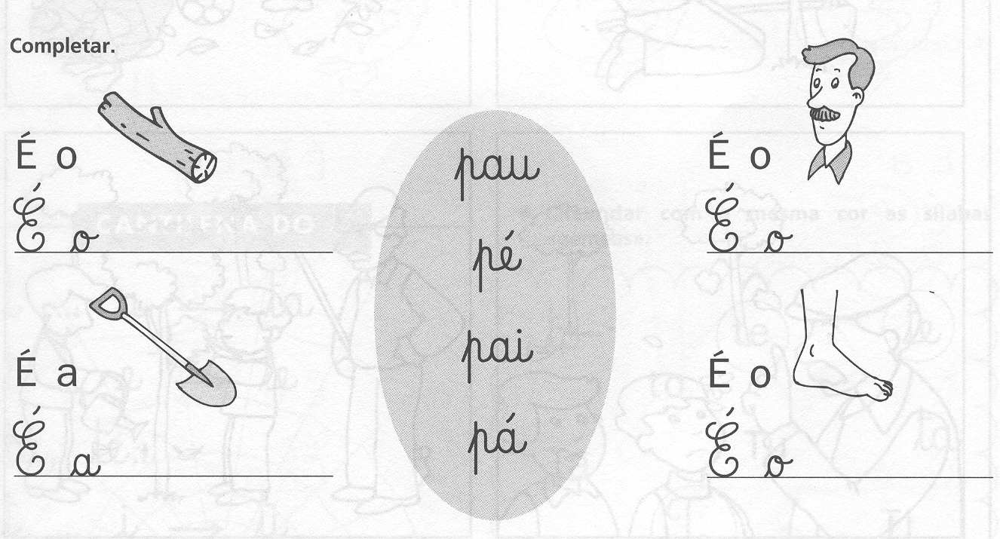 Completar.
É o
É o
É a
É a
pau
pé
pai
pá
É o
É o
É o
É o